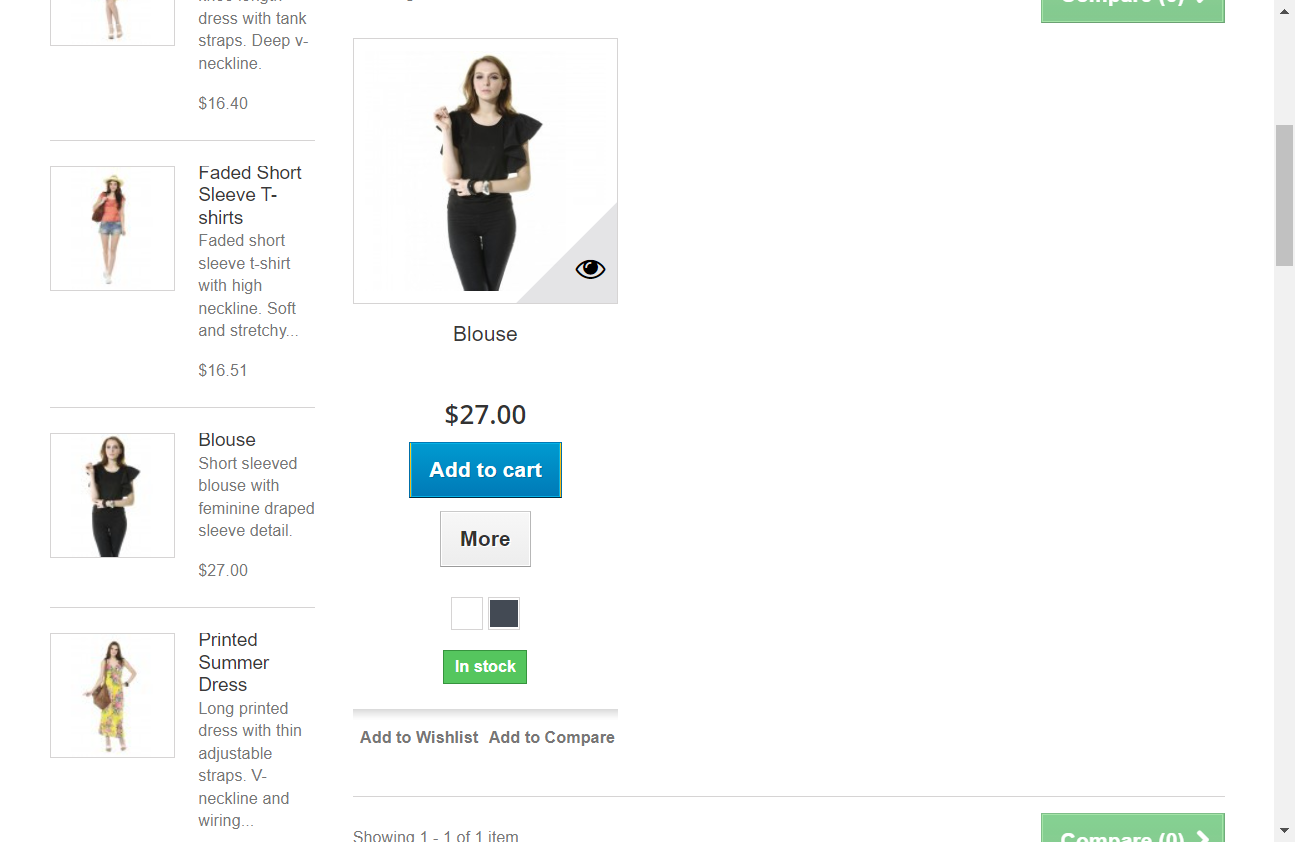 dress with tank
straps. Deep v-
neckline.
$16.40
Faded Short
Sleeve T-
shirts
Faded short
sleeve t-shirt
with high
neckline. Soft
and stretchy...
$16.51
Blouse
Short sleeved
blouse with
feminine draped
sleeve detail.
$27.00
Printed
Summer
Dress
Long printed
dress with thin
adjustable
straps. V-
neckline and
wiring...
Compare (0)
Blouse
$27.00
Add to cart
More
In stock
Add to Wishlist Add to Compare
Showing 1 - 1 of 1 item
Compare (0)